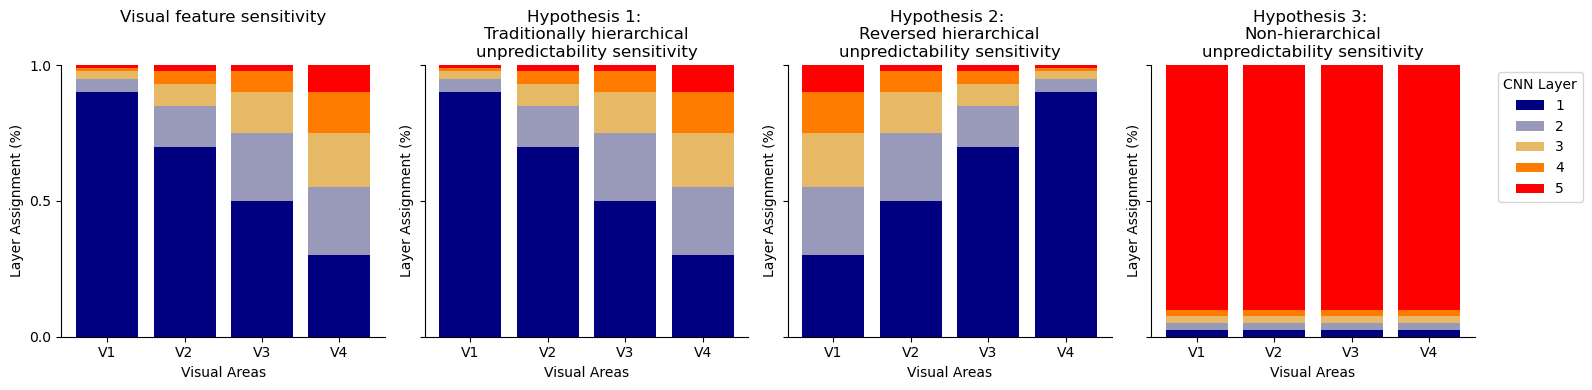 Visual feature sensitivity
1.0
0.5
0.0
Layer Assignment (%)
V1 V2 V3 V4
Visual Areas
Hypothesis 1:
Traditionally hierarchical
unpredictability sensitivity
Layer Assignment (%)
V1 V2 V3 V4
Visual Areas
Hypothesis 2:
Reversed hierarchical
unpredictability sensitivity
Layer Assignment (%)
V1 V2 V3 V4
Visual Areas
Hypothesis 3:
Non-hierarchical
unpredictability sensitivity
Layer Assignment (%)
V1 V2 V3 V4
Visual Areas
CNN Layer
1
2
3
4
5